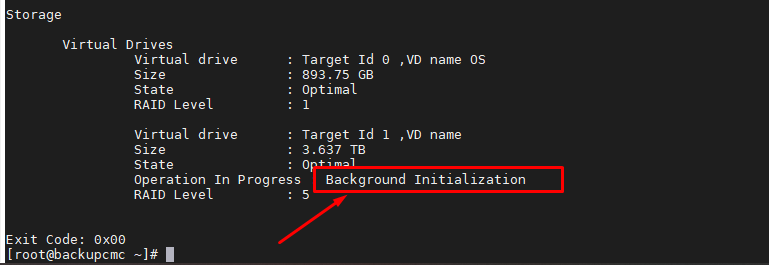 Storage
Virtual Drives
Virtual drive : Target Id 0 ,VD name OS
Size : 893.75 GB
State : Optimal
RAID Level : 1
Virtual drive : Target Id 1 ,VD name
Size : 3.637 TB
State : Optimal
Operation In Progress Background Initialization
RAID Level : 5
Exit Code: 0x00
[root@backupcmc ~]#